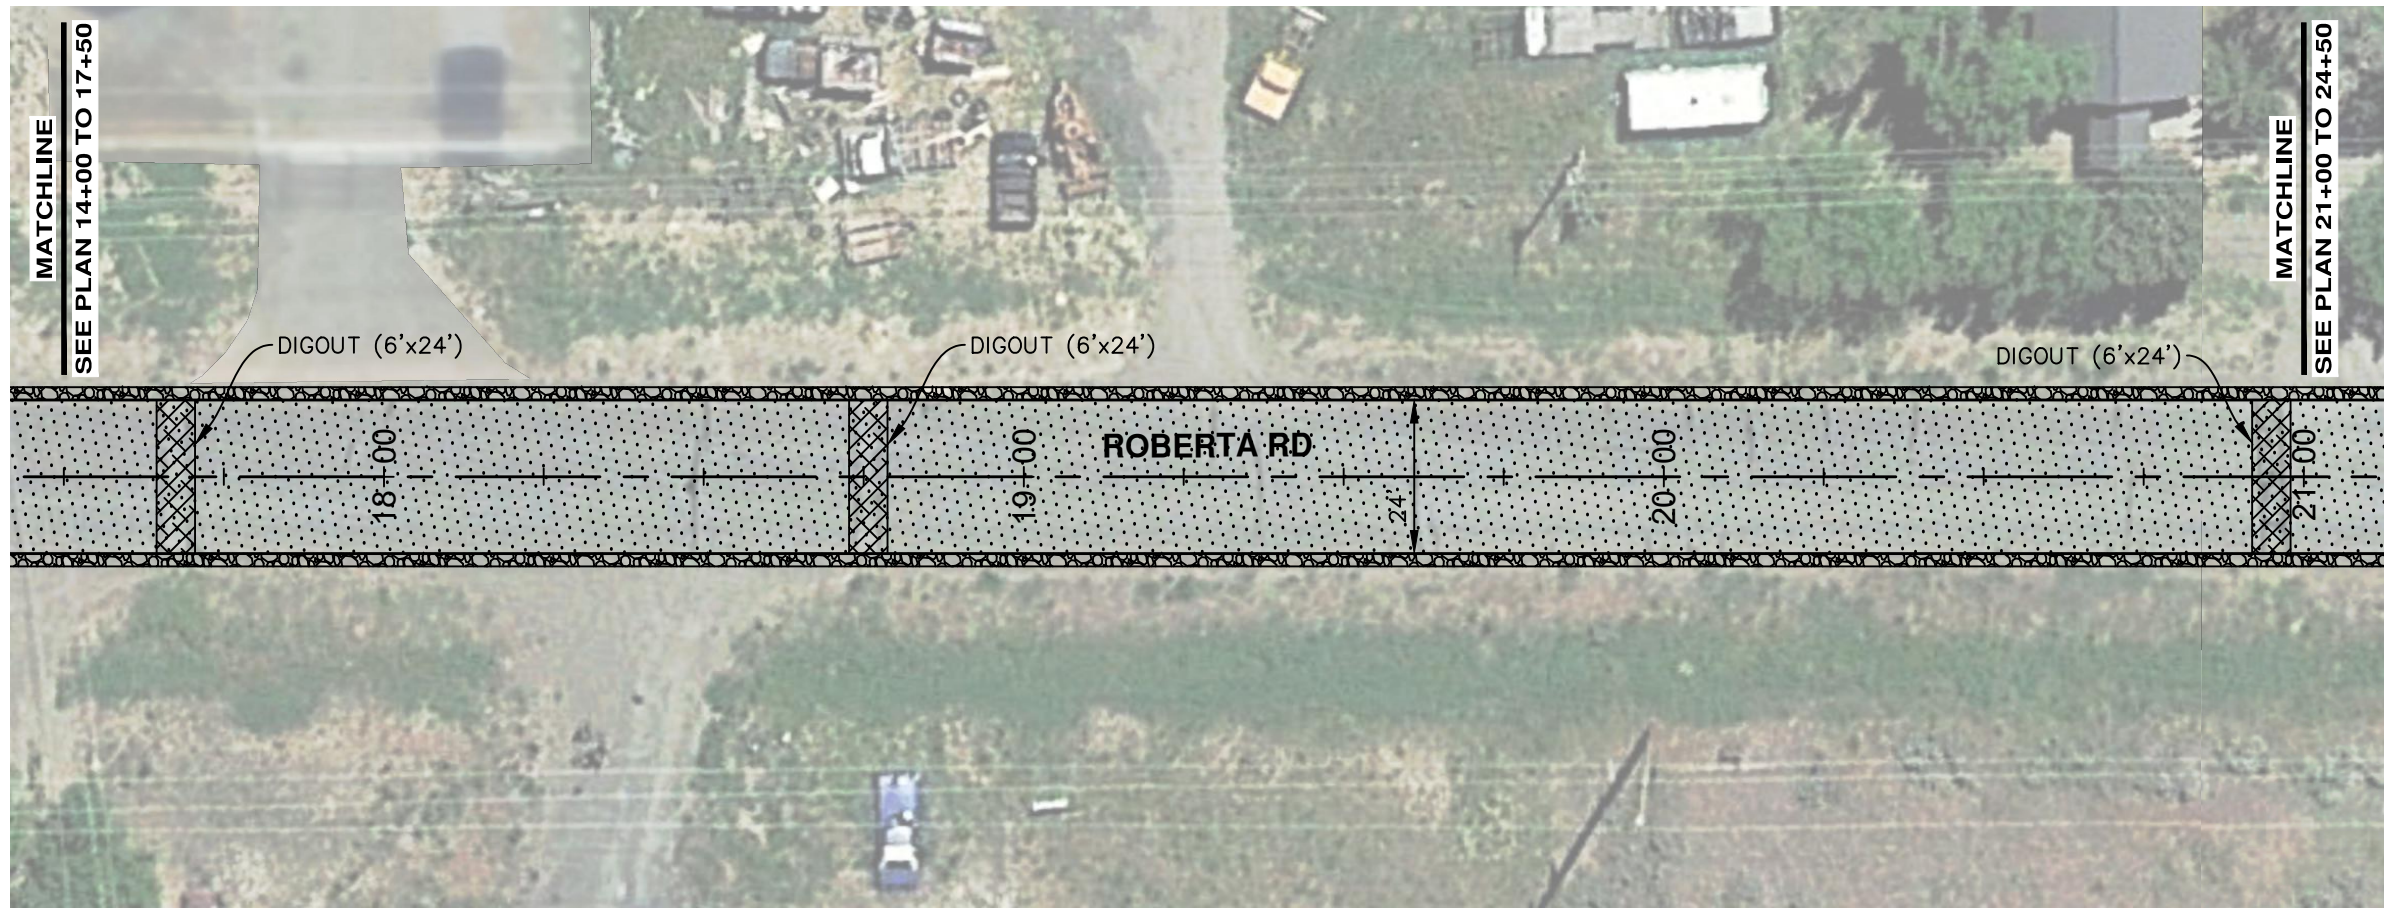 MATCHLINE
SEE PLAN 14+00 TO 17+50
MATCHLINE
SEE PLAN 21+00 TO 24+50
DIGOUT (6'x24')
DIGOUT (6'x24')
DIGOUT (6'x24')
ROBERTA RD
18+00
19+00
24'
20+00
21+00